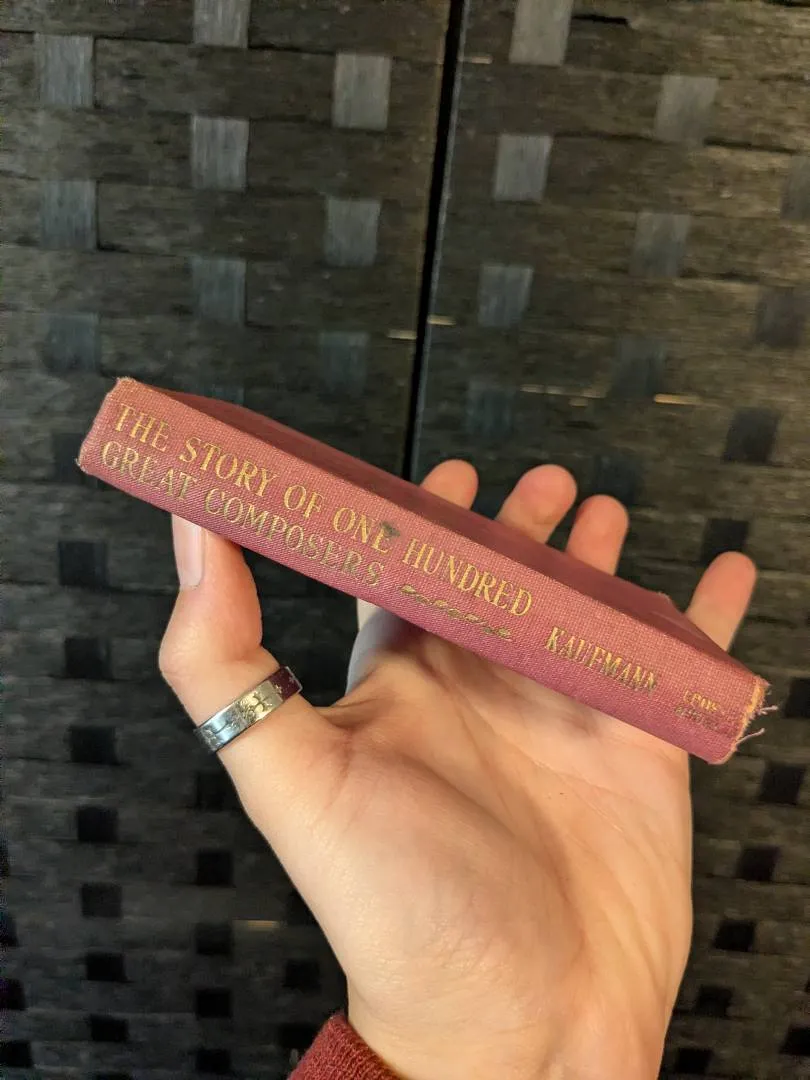 THE STORY OF ONE HUNDRED
GREAT COMPOSERS
KAUFMANN